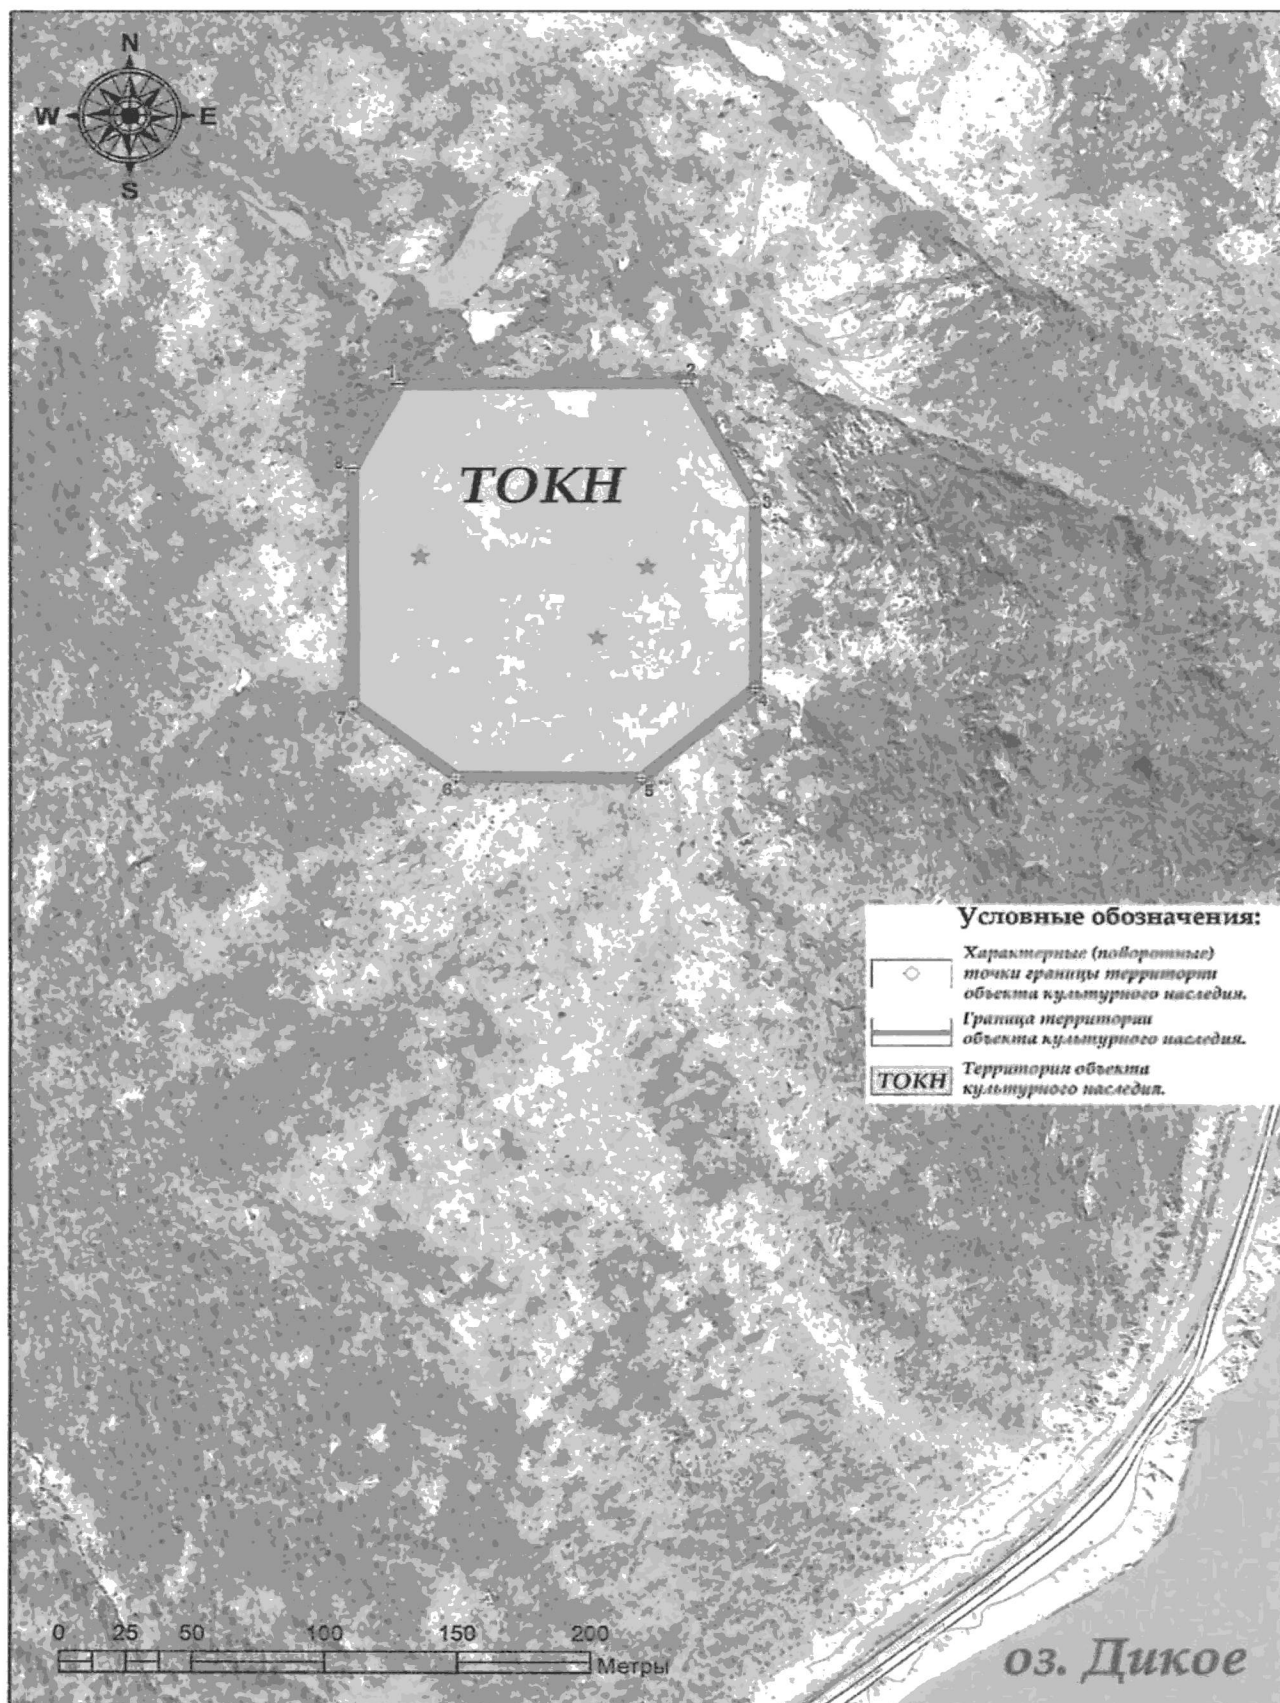 N
W E
S
1 2
8
ТОКН
3
4
7
6 5
Условные обозначения:
Характерные (поворотные)
точки границы территорти
объекта культурного наследия.
Граница территории
объекта культурного наследия.
ТОКН
Территория объекта
культурного наследия.
0 25 50 100 150 200
Метры
оз. Дикое